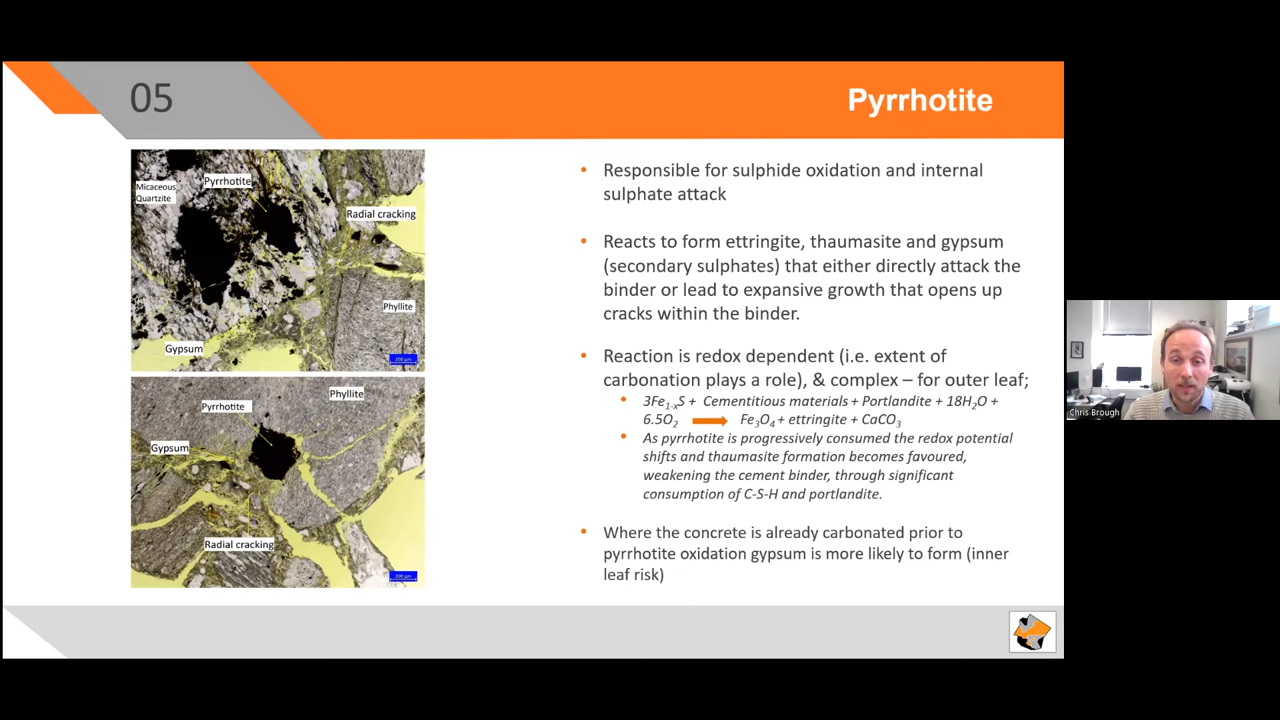 05
Pyrrhotite
Micaceous
Quartzite
Pyrrhotite
Radial cracking
Phyllite
Gypsum
200 μm
Phyllite
Pyrrhotite
Gypsum
Radial cracking
200 μm
• Responsible for sulphide oxidation and internal
sulphate attack
• Reacts to form ettringite, thaumasite and gypsum
(secondary sulphates) that either directly attack the
binder or lead to expansive growth that opens up
cracks within the binder.
• Reaction is redox dependent (i.e. extent of
carbonation plays a role), & complex – for outer leaf;
• 3Fe₁₋ₓS + Cementitious materials + Portlandite + 18H₂O +
6.5O₂ → Fe₃O₄ + ettringite + CaCO₃
• As pyrrhotite is progressively consumed the redox potential
shifts and thaumasite formation becomes favoured,
weakening the cement binder, through significant
consumption of C-S-H and portlandite.
• Where the concrete is already carbonated prior to
pyrrhotite oxidation gypsum is more likely to form (inner
leaf risk)
Chris Brough